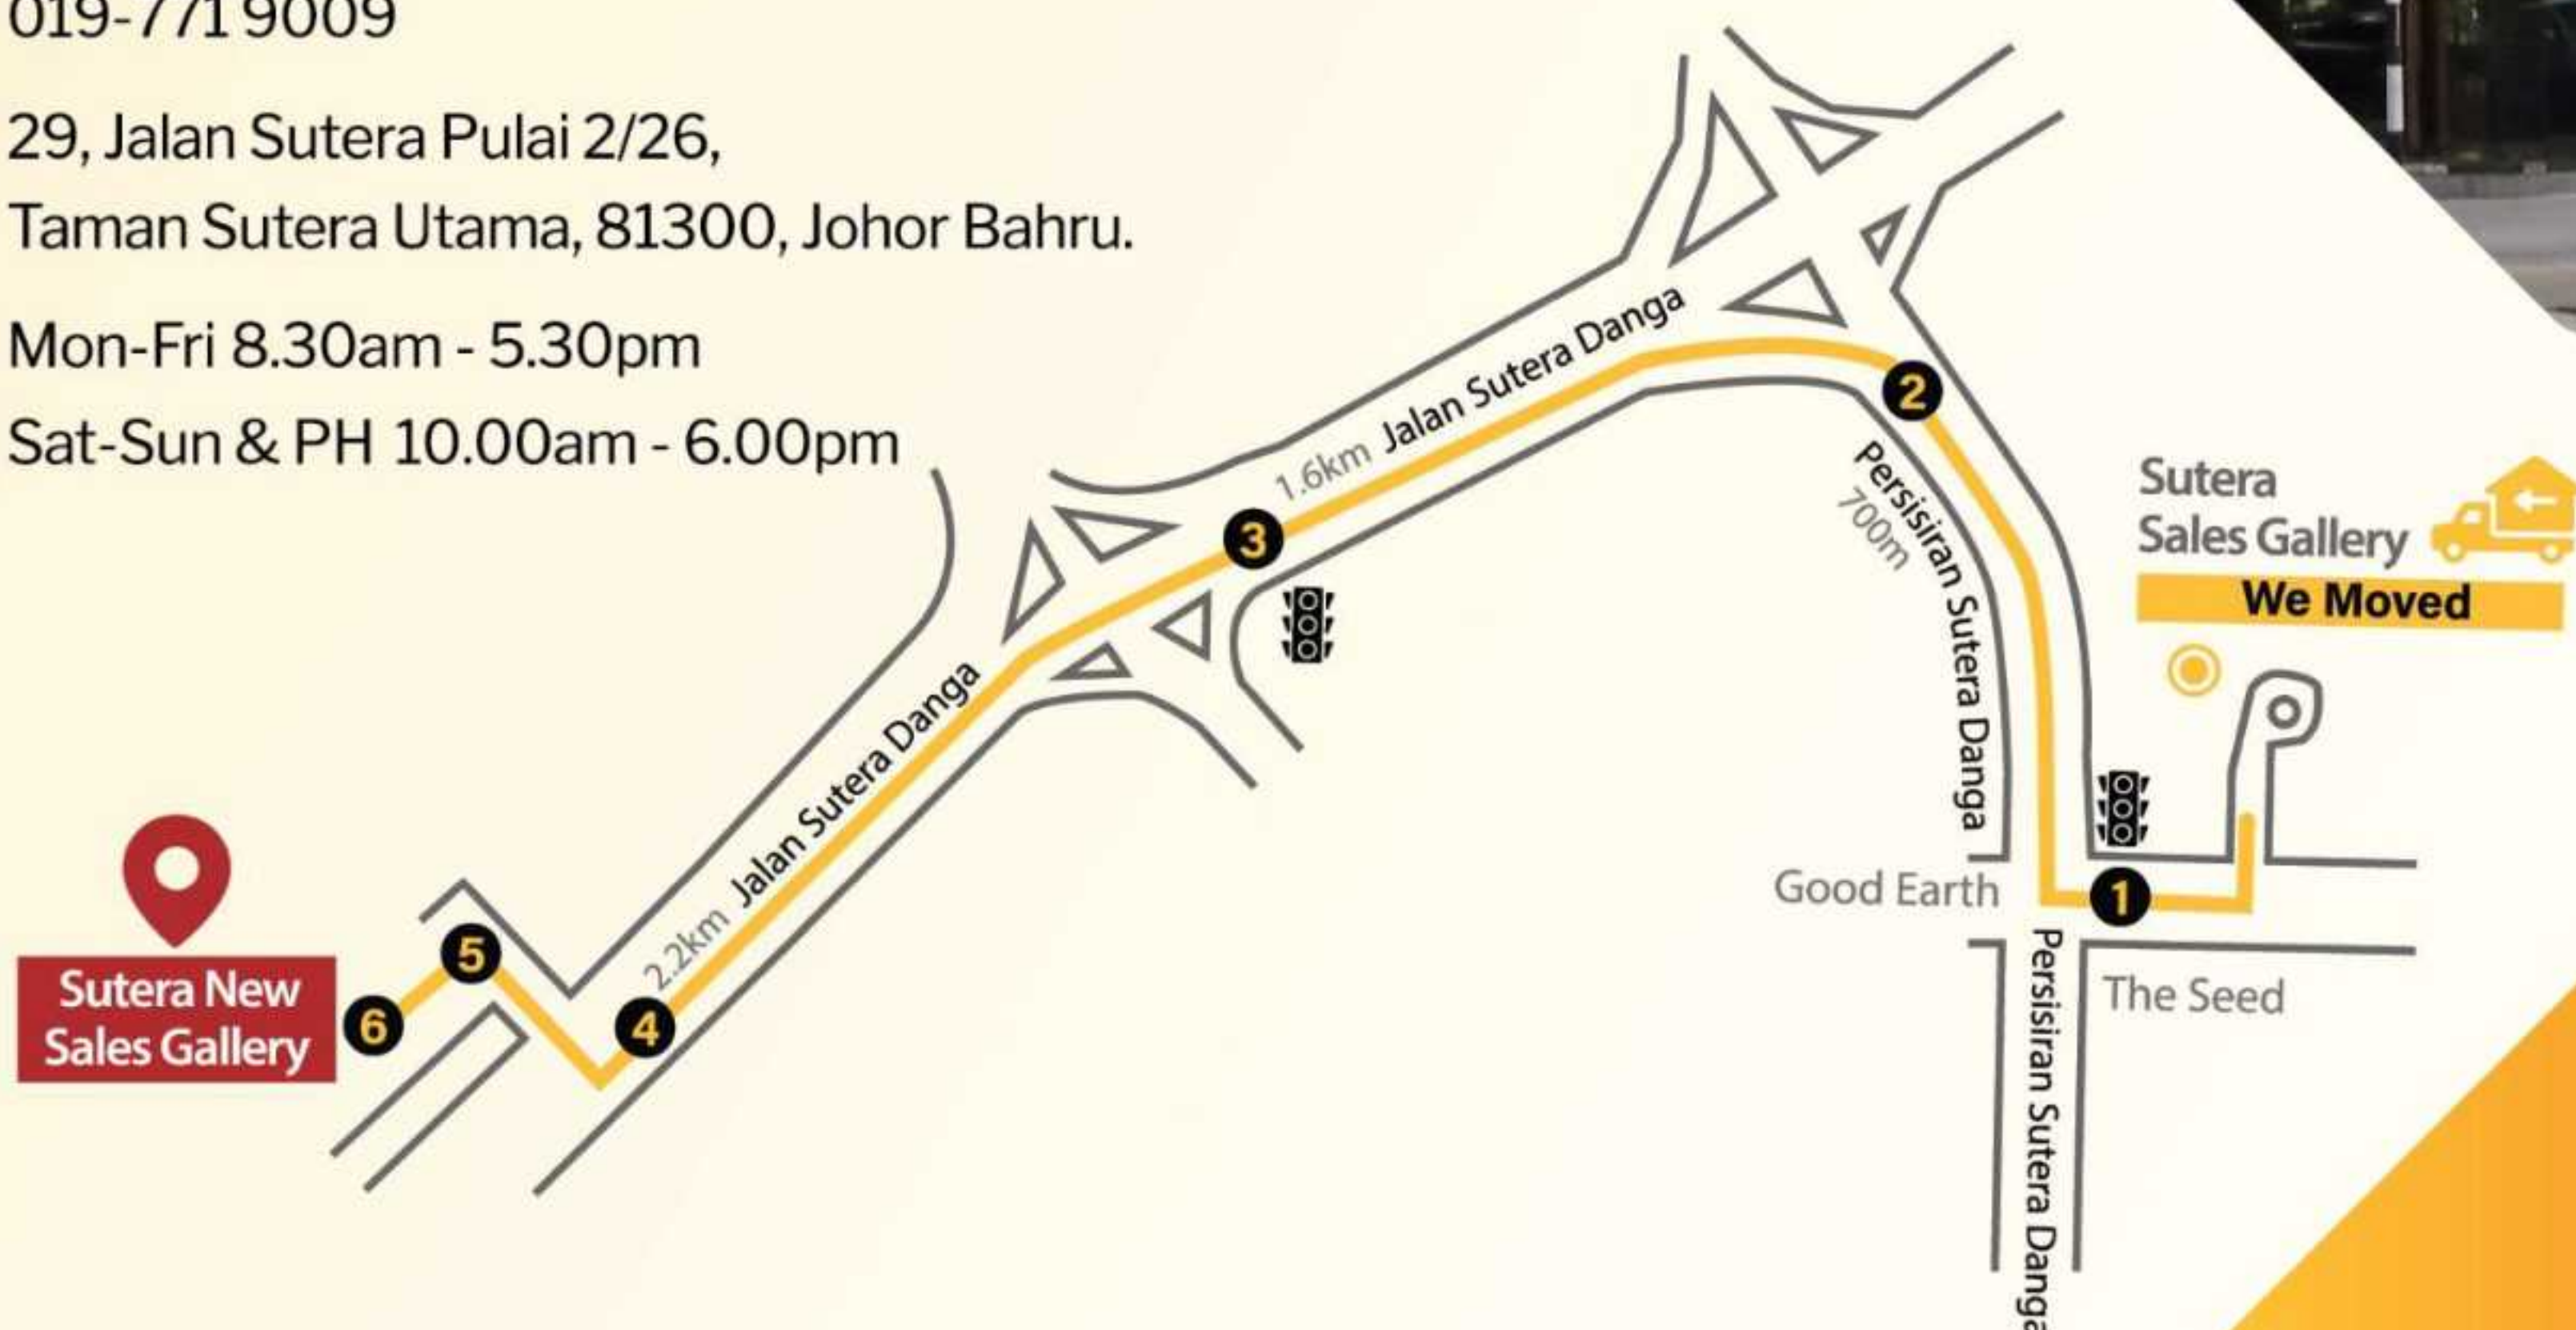 019-771 9009
29, Jalan Sutera Pulai 2/26,
Taman Sutera Utama, 81300, Johor Bahru.
Mon-Fri 8.30am - 5.30pm
Sat-Sun & PH 10.00am - 6.00pm
1.6km Jalan Sutera Danga
2
Persisiran Sutera Danga
700m
3
Sutera
Sales Gallery
We Moved
2.2km Jalan Sutera Danga
Good Earth
1
Persisiran Sutera Danga
The Seed
5
6
4
Sutera New
Sales Gallery